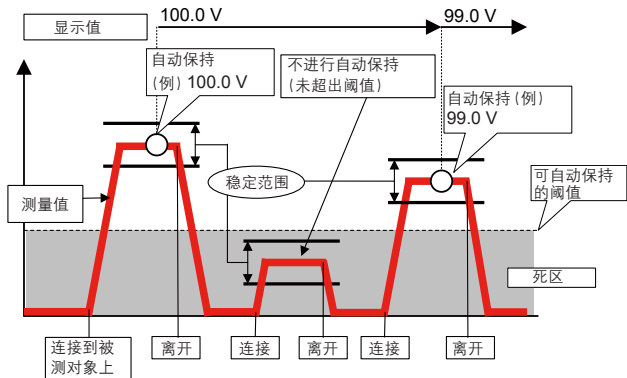 显示值
100.0 V
99.0 V
自动保持
(例) 100.0 V
不进行自动保持
(未超出阈值)
自动保持(例)
99.0 V
稳定范围
可自动保持
的阈值
测量值
死区
连接到被
测对象上
离开
连接
离开
连接
离开